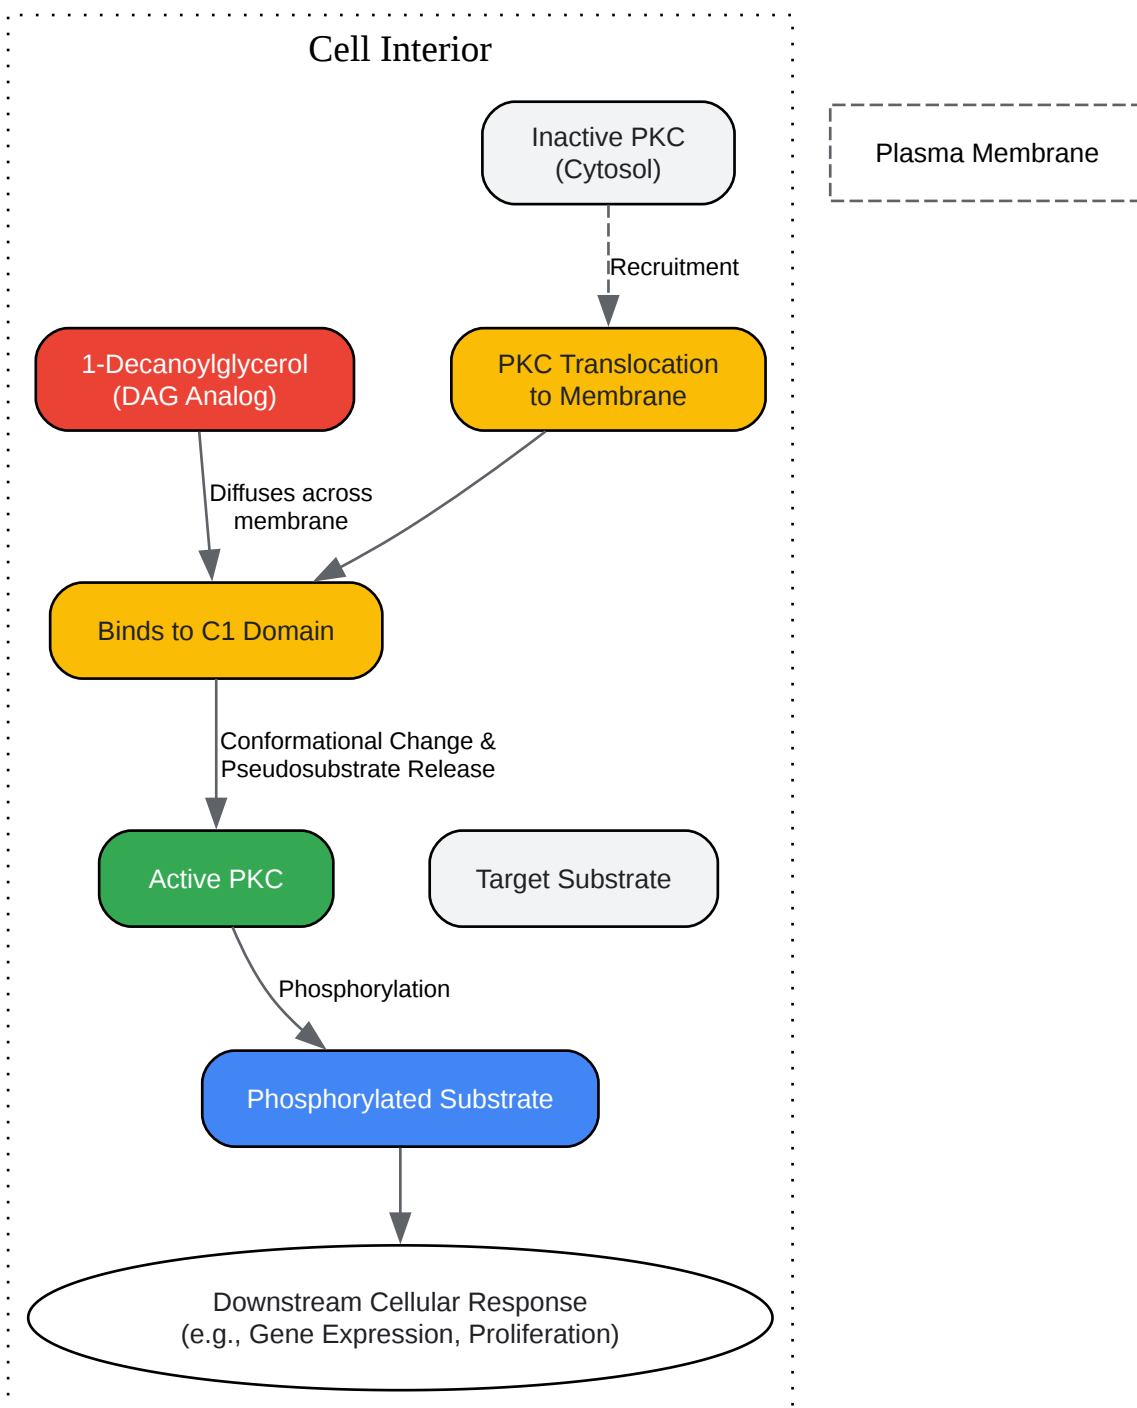 Cell Interior
Inactive PKC
(Cytosol)
Plasma Membrane
Recruitment
1-Decanoylglycerol
(DAG Analog)
PKC Translocation
to Membrane
Diffuses across
membrane
Binds to C1 Domain
Conformational Change &
Pseudosubstrate Release
Active PKC
Target Substrate
Phosphorylation
Phosphorylated Substrate
Downstream Cellular Response
(e.g., Gene Expression, Proliferation)